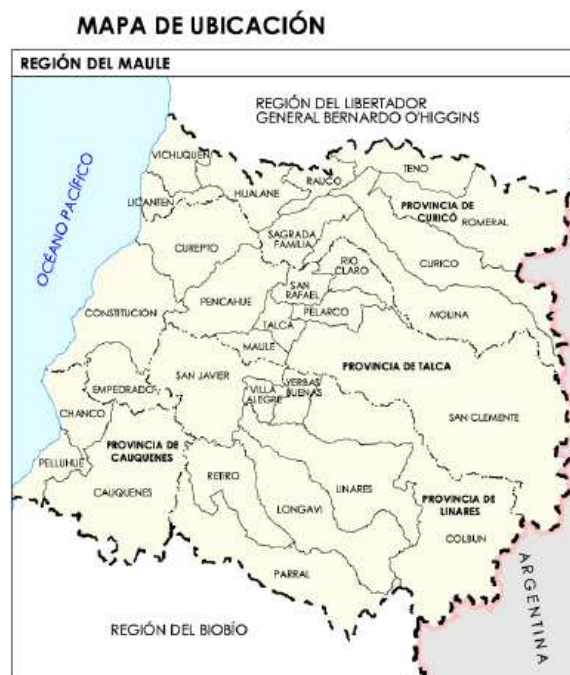 MAPA DE UBICACIÓN
REGIÓN DEL MAULE
REGIÓN DEL LIBERTADOR
GENERAL BERNARDO O'HIGGINS
OCÉANO PACÍFICO
VICHUQUEN
TENO
RAUCO
HUALANE
LICANTEN
PROVINCIA DE
CURICÓ
ROMERAL
SAGRADA
FAMILIA
CUREPTO
RIO
CLARO
CURICO
SAN
RAFAEL
PENCAHUE
CONSTITUCION
PELARCO
MOLINA
TALCA
MAULE
PROVINCIA DE TALCA
SAN JAVIER
EMPEDRADO
VILLA
ALEGRE
YERBAS
BUENAS
CHANCO
SAN CLEMENTE
PROVINCIA DE
CAUQUENES
PELLUHUE
RETIRO
LINARES
CAUQUENES
PROVINCIA DE
LINARES
LONGAVI
COLBUN
PARRAL
ARGENTINA
REGIÓN DEL BIOBÍO